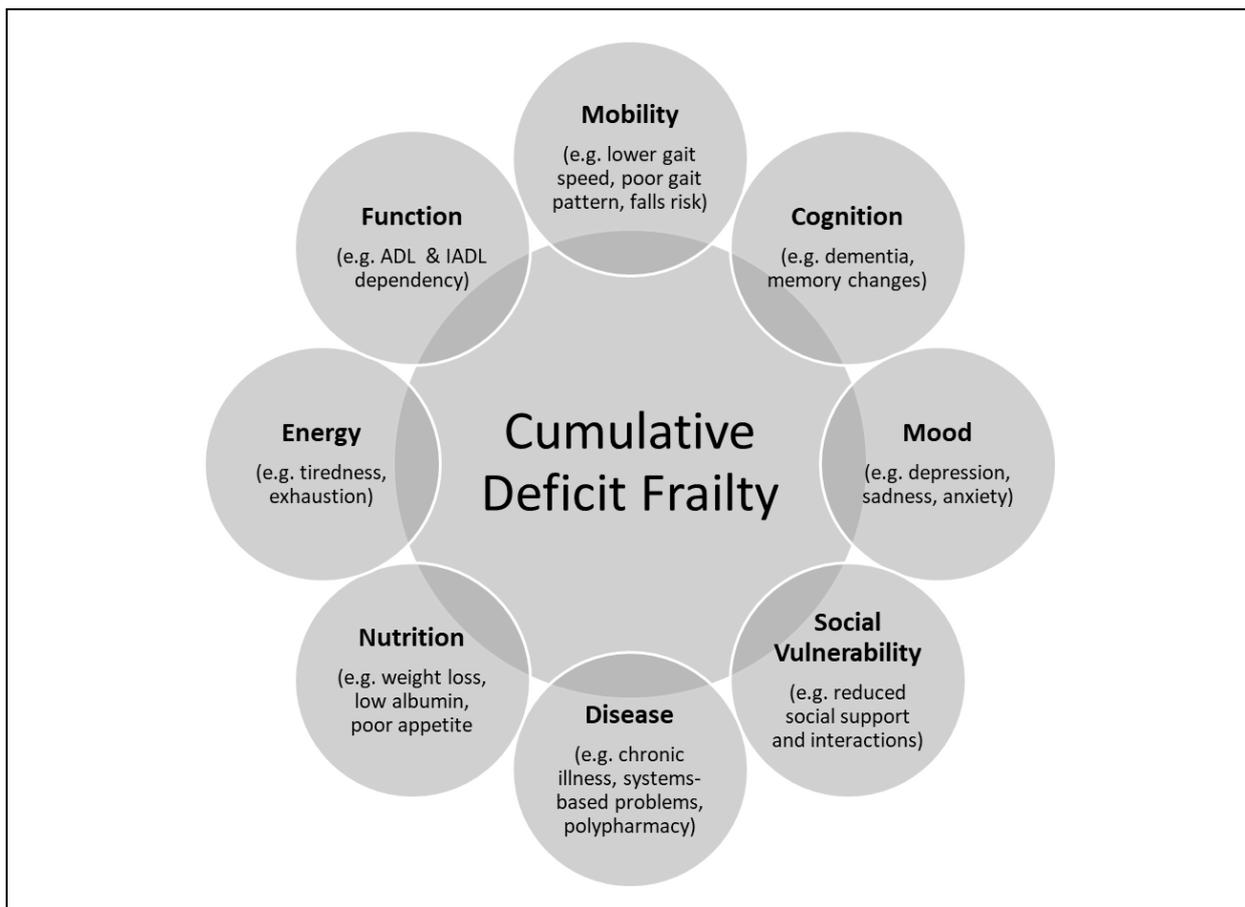 Mobility
(e.g. lower gait
speed, poor gait
pattern, falls risk)
Cognition
(e.g. dementia,
memory changes)
Mood
(e.g. depression,
sadness, anxiety)
Social
Vulnerability
(e.g. reduced
social support
and interactions)
Disease
(e.g. chronic
illness, systems-
based problems,
polypharmacy)
Nutrition
(e.g. weight loss,
low albumin,
poor appetite
Energy
(e.g. tiredness,
exhaustion)
Function
(e.g. ADL & IADL
dependency)
Cumulative
Deficit Frailty